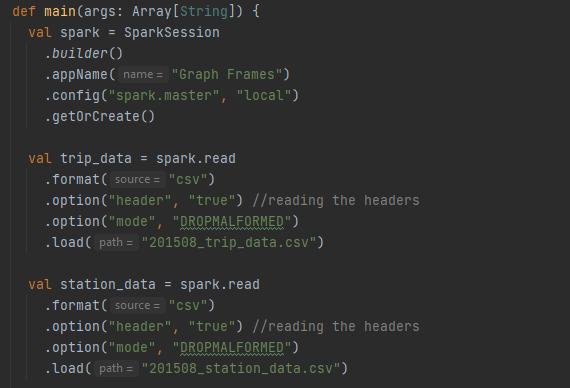 def main(args: Array[String]) {
val spark = SparkSession
.builder()
.appName( name = "Graph Frames")
.config("spark.master", "local")
.getOrCreate()
val trip_data = spark.read
.format( source = "csv")
.option("header", "true") //reading the headers
.option("mode", "DROPMALFORMED")
.load( path = "201508_trip_data.csv")
val station_data = spark.read
.format( source = "csv")
.option("header", "true") //reading the headers
.option("mode", "DROPMALFORMED")
.load( path = "201508_station_data.csv")